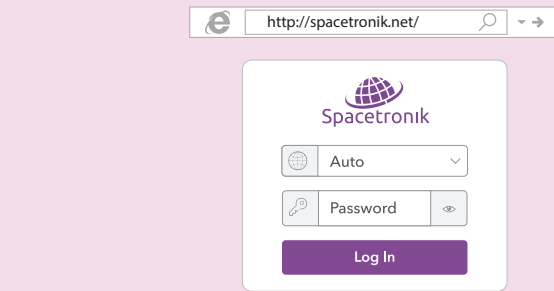 http://spacetronik.net/
Spacetronik
Auto
Password
Log In